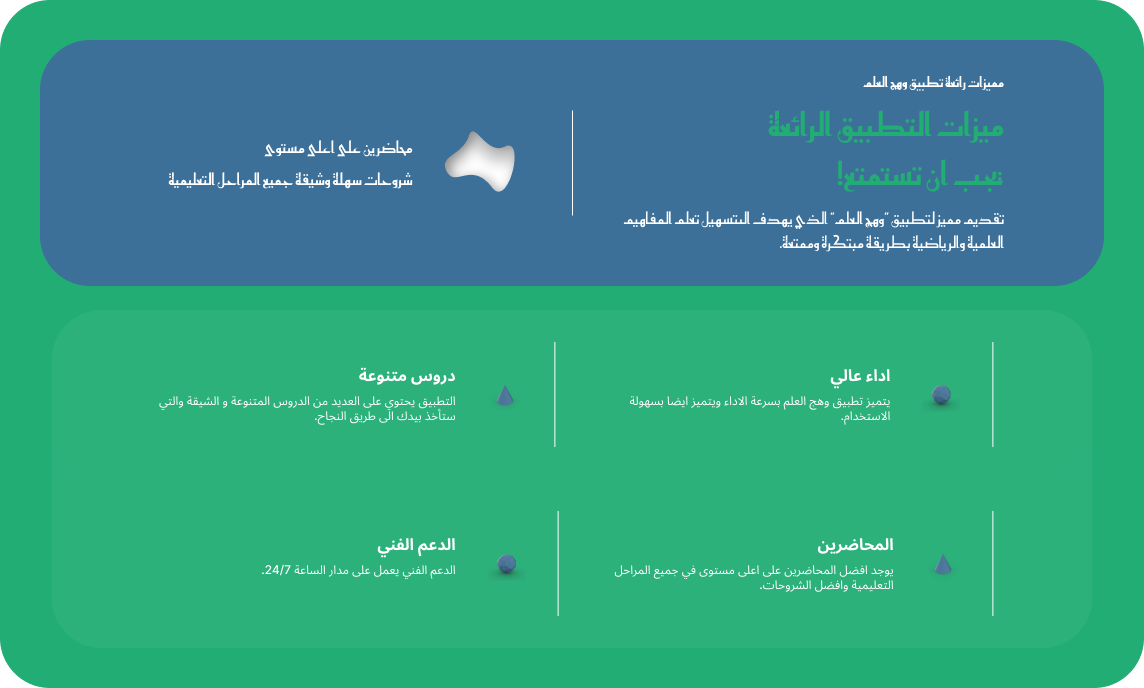 مميزات رائعة تطبيق وهج العلم
ميزات التطبيق الرائعة
تجب ان تستمتع!
تقديم مميز لتطبيق "وهج العلم" الذي يهدف التسهيل تعلم المفاهيم
العلمية والرياضية بطريقة مبتكرة وممتعة.
محاضرين على اعلى مستوى
شروحات سهلة وشيقة جميع المراحل التعليمية
اداء عالي
يتميز تطبيق وهج العلم بسرعة الاداء ويتميز ايضا بسهولة
الاستخدام.
دروس متنوعة
التطبيق يحتوي على العديد من الدروس المتنوعة و الشيقة والتي
ستأخذ بيدك الى طريق النجاح.
المحاضرين
يوجد افضل المحاضرين على اعلى مستوى في جميع المراحل
التعليمية وافضل الشروحات.
الدعم الفني
الدعم الفني يعمل على مدار الساعة 24/7.